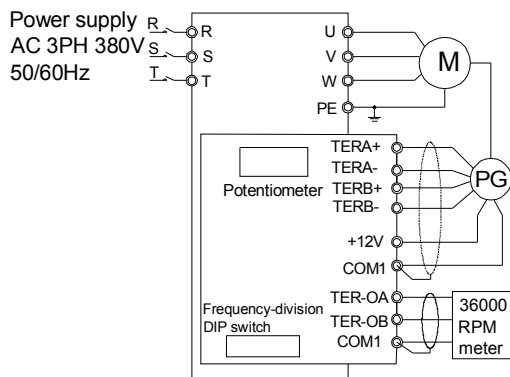 Power supply
AC 3PH 380V
50/60Hz
R
S
T
R
S
T
U
V
W
PE
M
TERA+
TERA-
TERB+
TERB-
+12V
COM1
PG
Potentiometer
Frequency-division
DIP switch
TER-OA
TER-OB
COM1
36000
RPM
meter